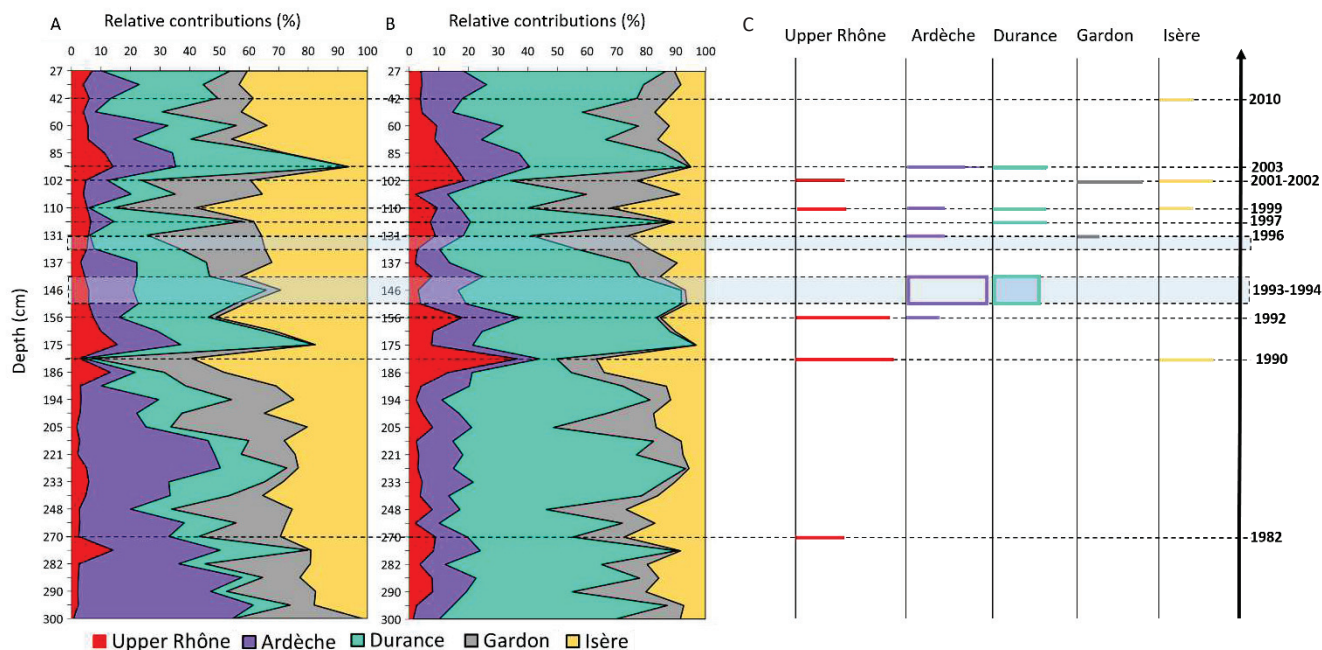 A Relative contributions (%) B Relative contributions (%) C Upper Rhône Ardèche Durance Gardon Isère
0 10 20 30 40 50 60 70 80 90 100 0 10 20 30 40 50 60 70 80 90 100
27 27
42 42 2010
60 60
85 85
2003
102 102 2001-2002
110 110 1999
1997
131 131 1996
137 137
146 146 1993-1994
156 156 1992
175 175
1990
186 186
194 194
205 205
221 221
233 233
248 248
270 270 1982
282 282
290 290
300 300
Depth (cm)
Upper Rhône Ardèche Durance Gardon Isère